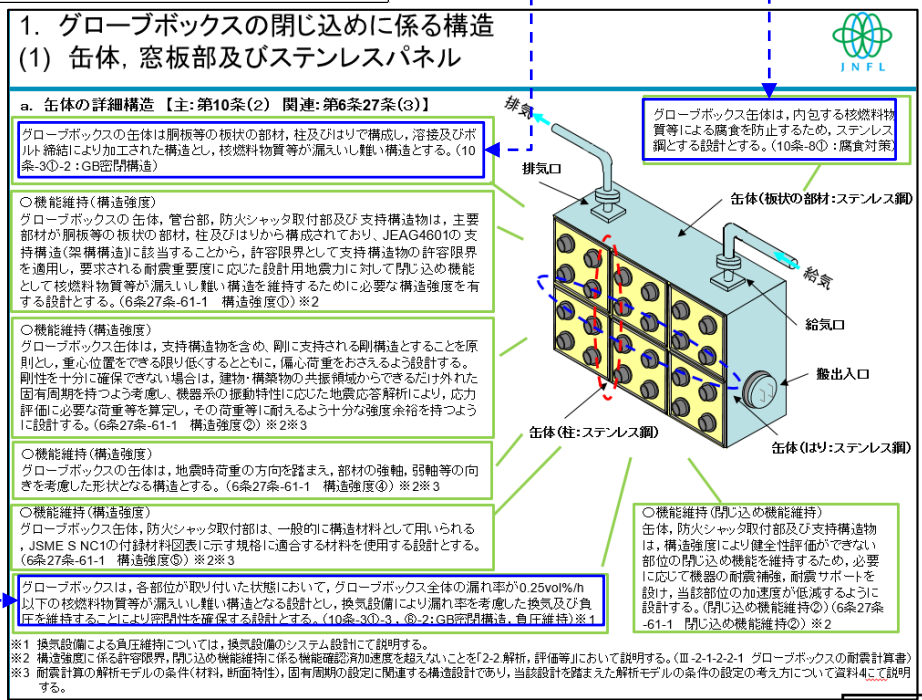 1. グローブボックスの閉じ込めに係る構造
(1) 缶体，窓板部及びステンレスパネル
JNFL
a. 缶体の詳細構造 【主：第10条(2) 関連：第6条27条(3)】
グローブボックスの缶体は胴板等の板状の部材，柱及びはりで構成し，溶接及びボ
ルト締結により加工された構造とし，核燃料物質等が漏えいし難い構造とする。(10
条-3①-2：GB密閉構造)
○機能維持(構造強度)
グローブボックスの缶体，管台部，防火シャッタ取付部及び支持構造物は，主要
部材が胴板等の板状の部材，柱及びはりから構成されており、JEAG4601の支
持構造(架構構造)に該当することから，許容限界として支持構造物の許容限界
を適用し，要求される耐震重要度に応じた設計用地震力に対して閉じ込め機能
として核燃料物質等が漏えいし難い構造を維持するために必要な構造強度を有
する設計とする。(6条27条-61-1 構造強度①) ※2
○機能維持(構造強度)
グローブボックス缶体は，支持構造物を含め，剛に支持される剛構造とすることを原
則とし，重心位置をできる限り低くするとともに，偏心荷重をおさえるよう設計する。
剛性を十分に確保できない場合は，建物・構築物の共振領域からできるだけ外れた
固有周期を持つよう考慮し，機器系の振動特性に応じた地震応答解析により，応力
評価に必要な荷重等を算定し，その荷重等に耐えるよう十分な強度余裕を持つよう
に設計する。(6条27条-61-1 構造強度②) ※2※3
○機能維持(構造強度)
グローブボックスの缶体は，地震時荷重の方向を踏まえ，部材の強軸，弱軸等の向
きを考慮した形状となる構造とする。(6条27条-61-1 構造強度④) ※2※3
○機能維持(構造強度)
グローブボックス缶体，防火シャッタ取付部は，一般的に構造材料として用いられる
，JSME S NC1の付録材料図表に示す規格に適合する材料を使用する設計とする。
(6条27条-61-1 構造強度⑤) ※2※3
グローブボックスは，各部位が取り付いた状態において，グローブボックス全体の漏れ率が0.25vol%/h
以下の核燃料物質等が漏えいし難い構造となる設計とし，換気設備により漏れ率を考慮した換気及び負
圧を維持することにより密閉性を確保する設計とする。(10条-3①-3，⑥-2：GB密閉構造，負圧維持)※1
グローブボックス缶体は，内包する核燃料物
質等による腐食を防止するため，ステンレス
鋼とする設計とする。(10条-8①：腐食対策)
排気
排気口
缶体(板状の部材：ステンレス鋼)
給気
給気口
搬出入口
缶体(柱：ステンレス鋼)
缶体(はり：ステンレス鋼)
○機能維持(閉じ込め機能維持)
缶体，防火シャッタ取付部及び支持構造物
は，構造強度により健全性評価ができない
部位の閉じ込め機能を維持するため，必要
に応じて機器の耐震補強，耐震サポートを
設け，当該部位の加速度が低減するように
設計する。(閉じ込め機能維持②) (6条27条
-61-1 閉じ込め機能維持②) ※2
※1 換気設備による負圧維持については，換気設備のシステム設計にて説明する。
※2 構造強度に係る許容限界，閉じ込め機能維持に係る機能確認済加速度を超えないことを「2-2.解析，評価等」において説明する。(Ⅲ-2-1-2-2-1 グローブボックスの耐震計算書)
※3 耐震計算の解析モデルの条件(材料，断面特性)，固有周期の設定に関連する構造設計であり，当該設計を踏まえた解析モデルの条件の設定の考え方について資料4にて説明
する。